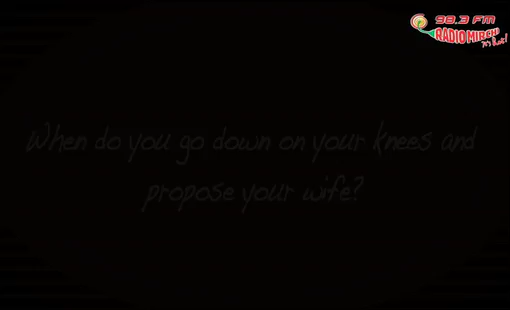 98.3 FM
RADIO MIRCHI
It's hot!
When do you go down on your knees and
propose your wife?